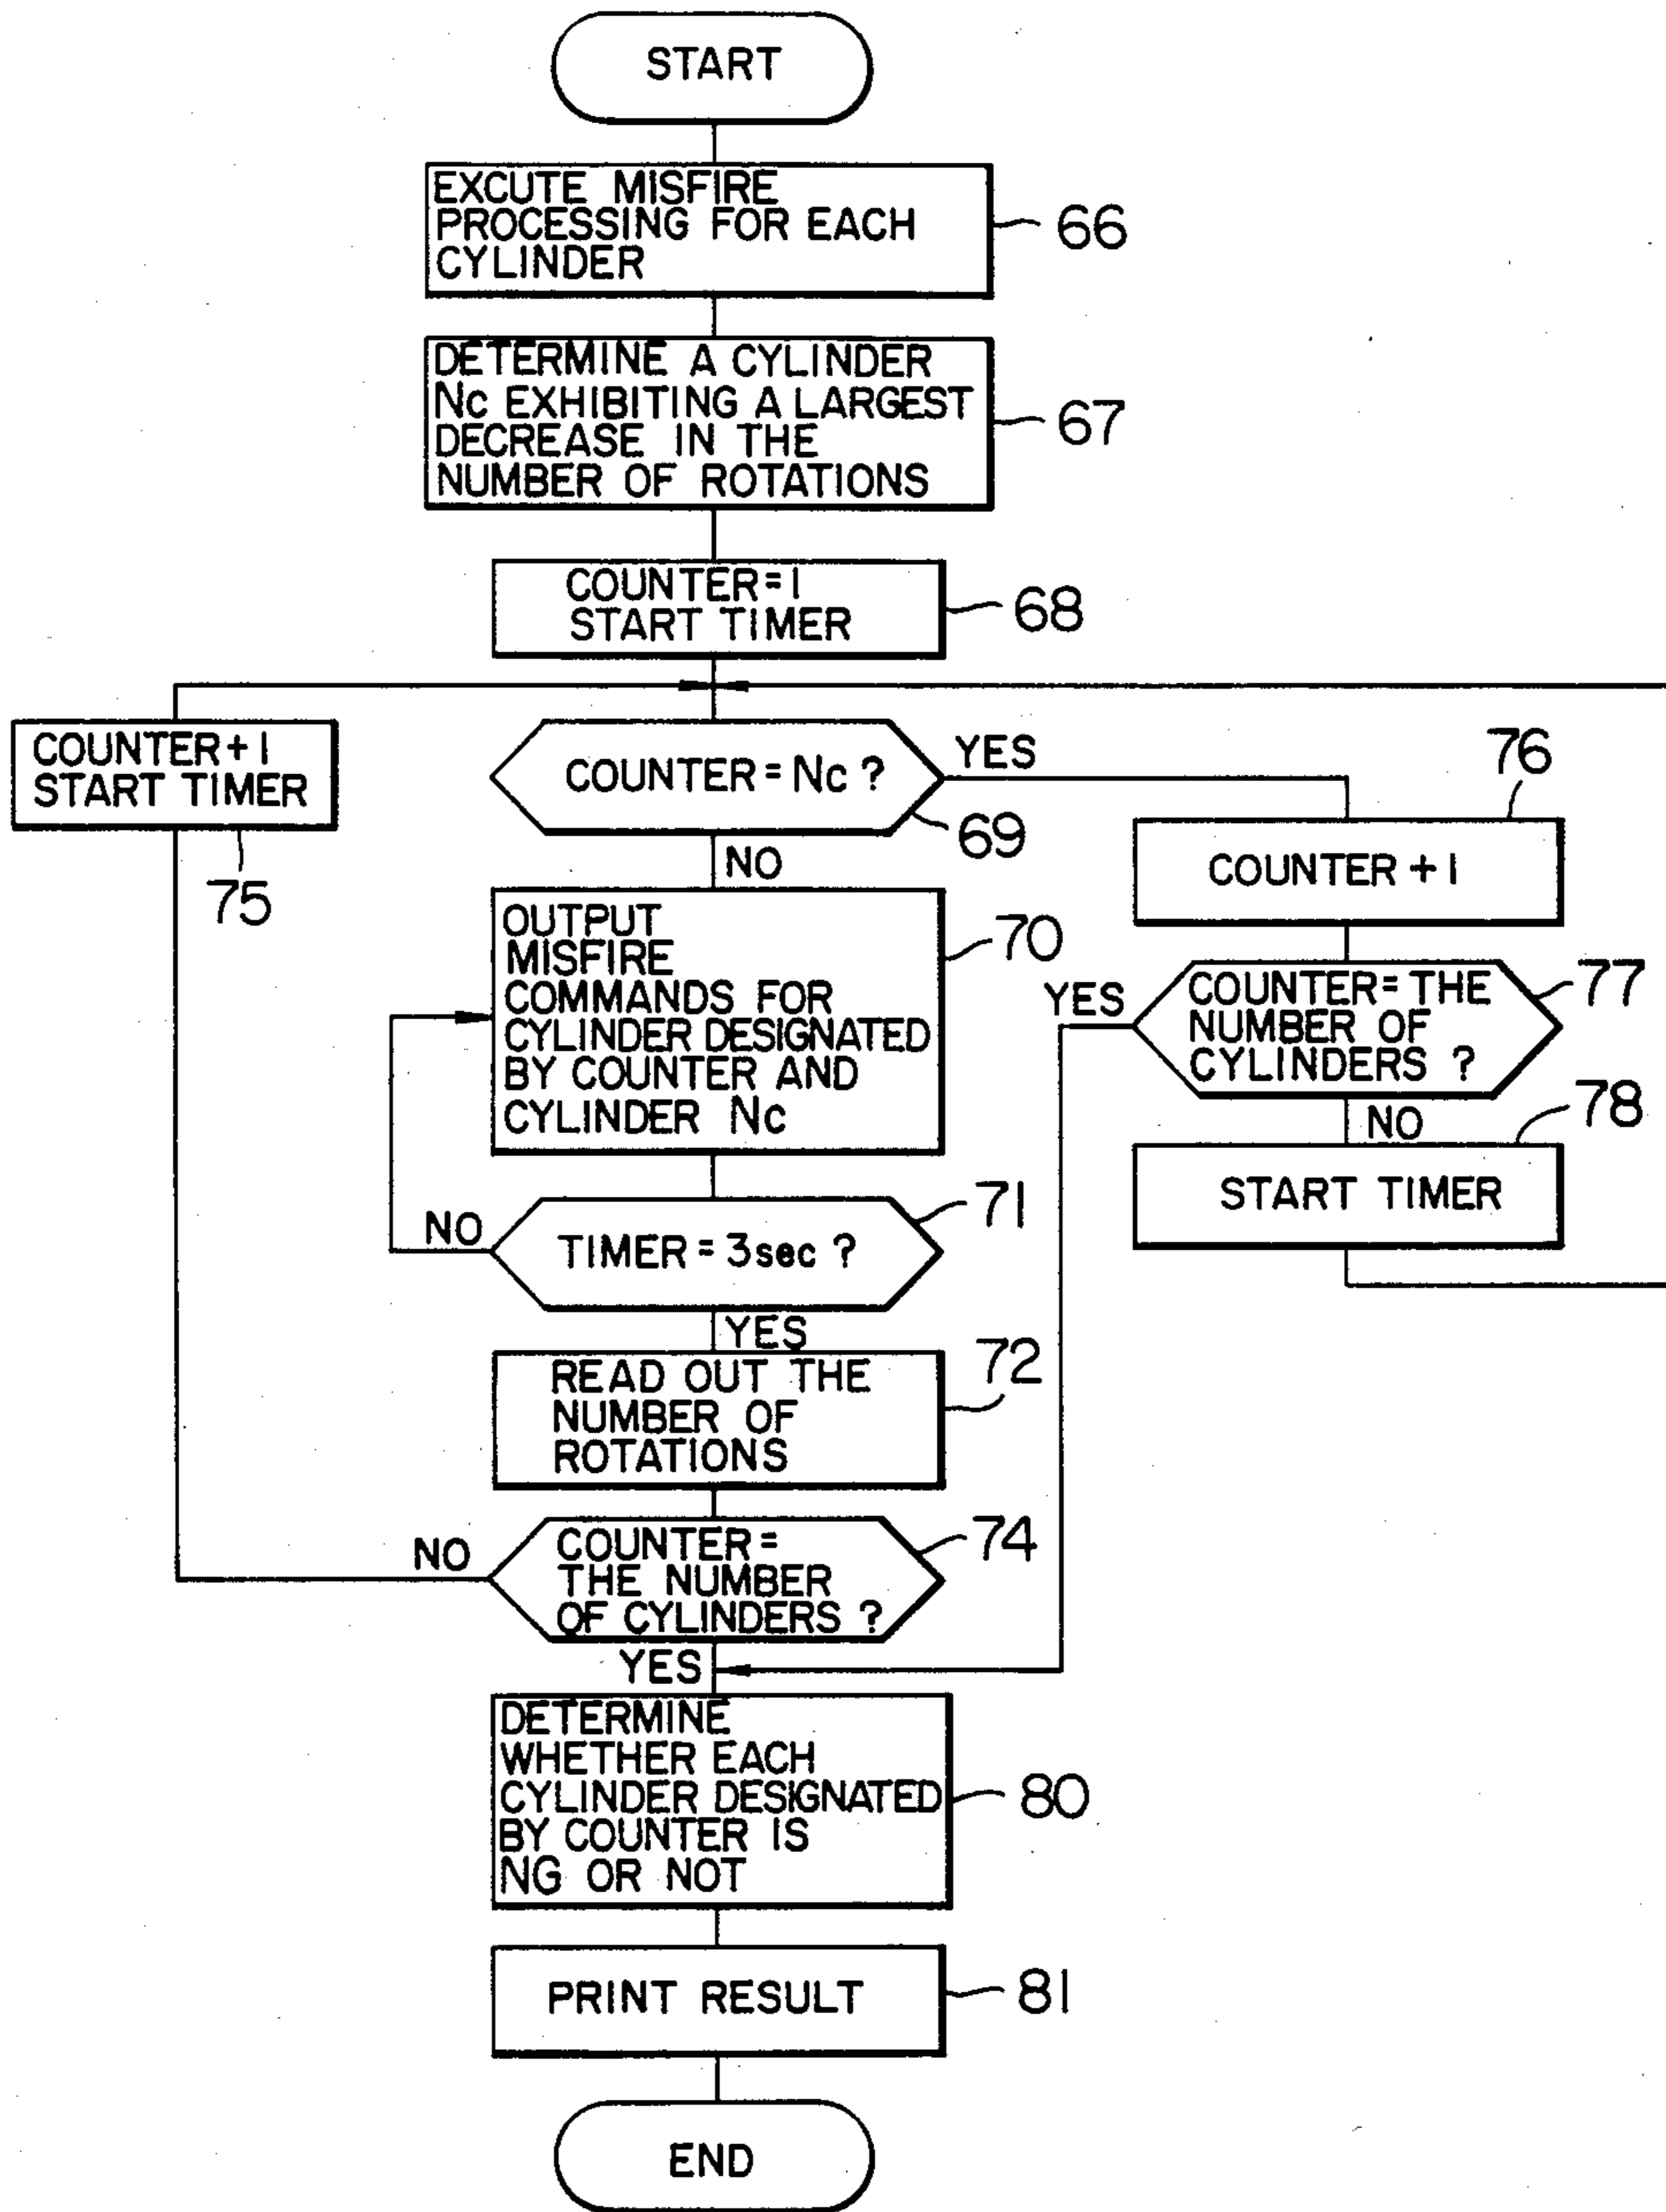 START
EXCUTE MISFIRE
PROCESSING FOR EACH
CYLINDER
66
DETERMINE A CYLINDER
Nc EXHIBITING A LARGEST
DECREASE IN THE
NUMBER OF ROTATIONS
67
COUNTER=1
START TIMER
68
COUNTER+1
START TIMER
75
COUNTER=Nc ?
YES
69
NO
76
COUNTER+1
OUTPUT
MISFIRE
COMMANDS FOR
CYLINDER DESIGNATED
BY COUNTER AND
CYLINDER Nc
70
YES
COUNTER=THE
NUMBER OF
CYLINDERS ?
77
NO
78
START TIMER
NO
TIMER=3sec ?
71
YES
READ OUT THE
NUMBER OF
ROTATIONS
72
NO
COUNTER=
THE NUMBER
OF CYLINDERS ?
74
YES
DETERMINE
WHETHER EACH
CYLINDER DESIGNATED
BY COUNTER IS
NG OR NOT
80
PRINT RESULT
81
END